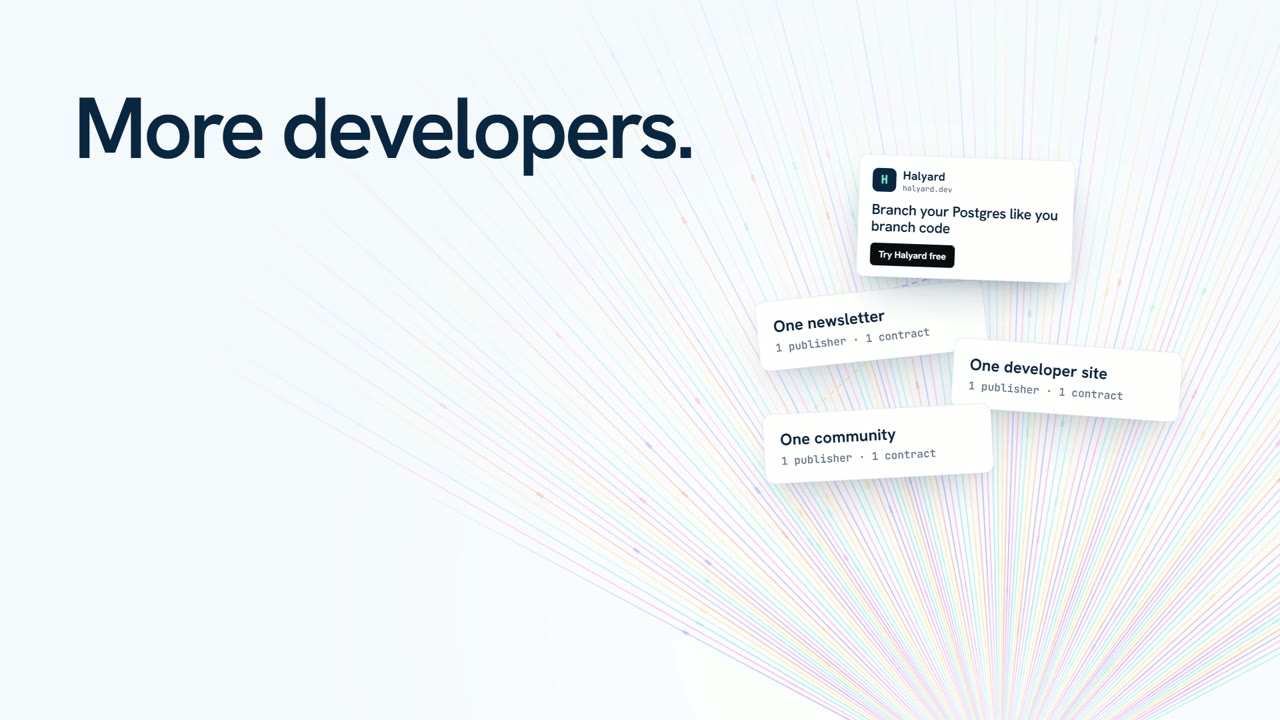 More developers.
H
Halyard
halyard.dev
Branch your Postgres like you
branch code
Try Halyard free
One newsletter
1 publisher · 1 contract
One developer site
1 publisher · 1 contract
One community
1 publisher · 1 contract